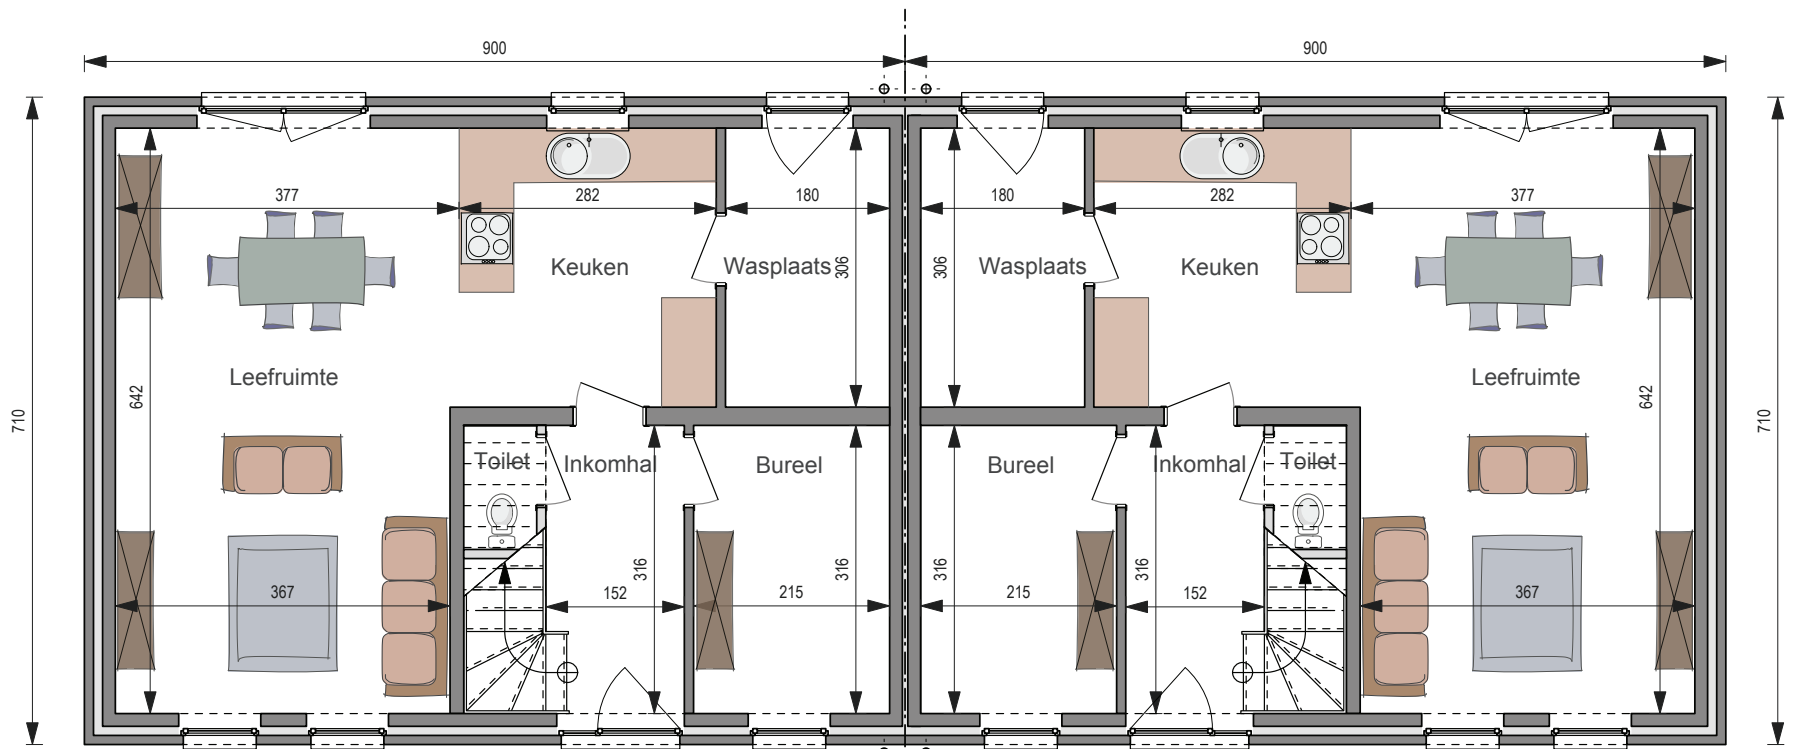 900 900
377 282 180 180 282 377
Keuken Wasplaats 306 306 Wasplaats Keuken
Leefruimte Leefruimte
710 642 642 710
Toilet Inkomhal Bureel Bureel Inkomhal Toilet
316 316 316 316
367 152 215 215 152 367